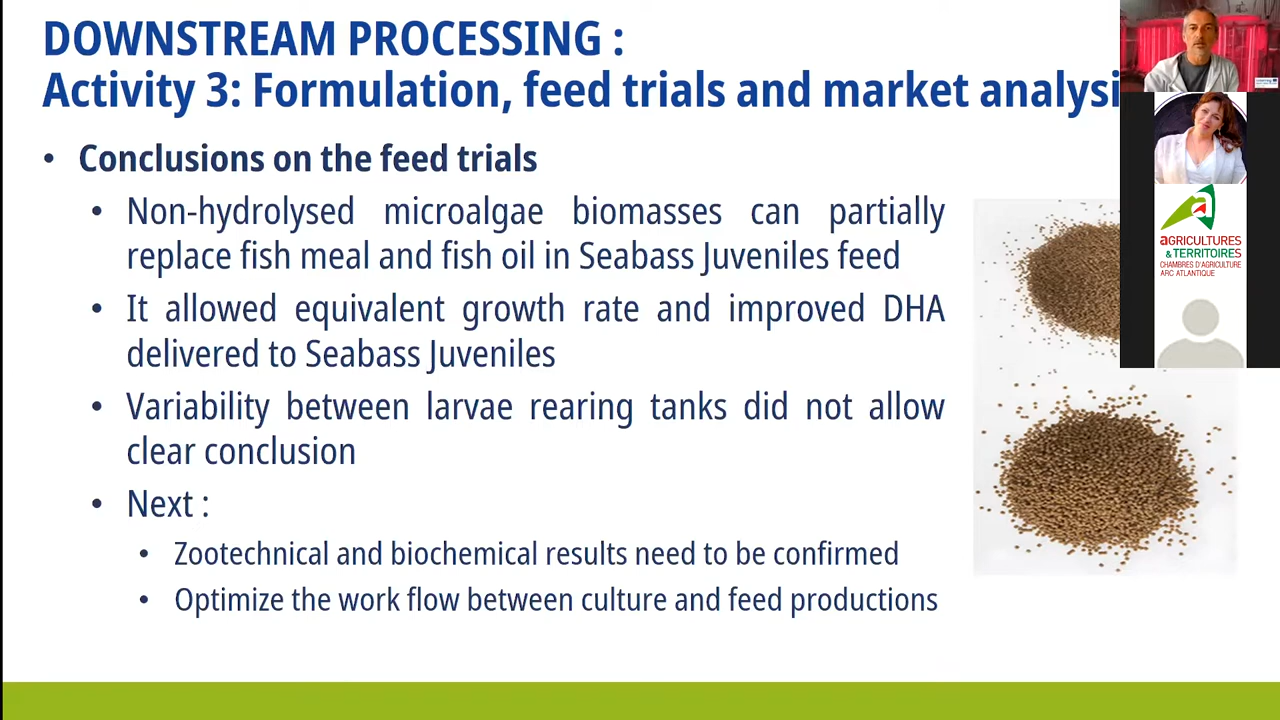 DOWNSTREAM PROCESSING :
Activity 3: Formulation, feed trials and market analysi
• Conclusions on the feed trials
• Non-hydrolysed microalgae biomasses can partially
replace fish meal and fish oil in Seabass Juveniles feed
• It allowed equivalent growth rate and improved DHA
delivered to Seabass Juveniles
• Variability between larvae rearing tanks did not allow
clear conclusion
• Next :
• Zootechnical and biochemical results need to be confirmed
• Optimize the work flow between culture and feed productions
aGRICULTURES
& TERRITOIRES
CHAMBRES D'AGRICULTURE
ARC ATLANTIQUE